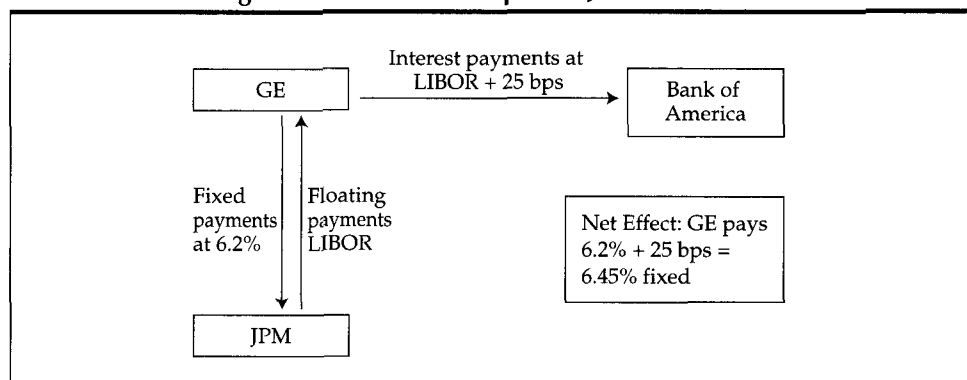 Interest payments at
LIBOR + 25 bps
GE
Bank of
America
Fixed
payments
at 6.2%
Floating
payments
LIBOR
Net Effect: GE pays
6.2% + 25 bps =
6.45% fixed
JPM